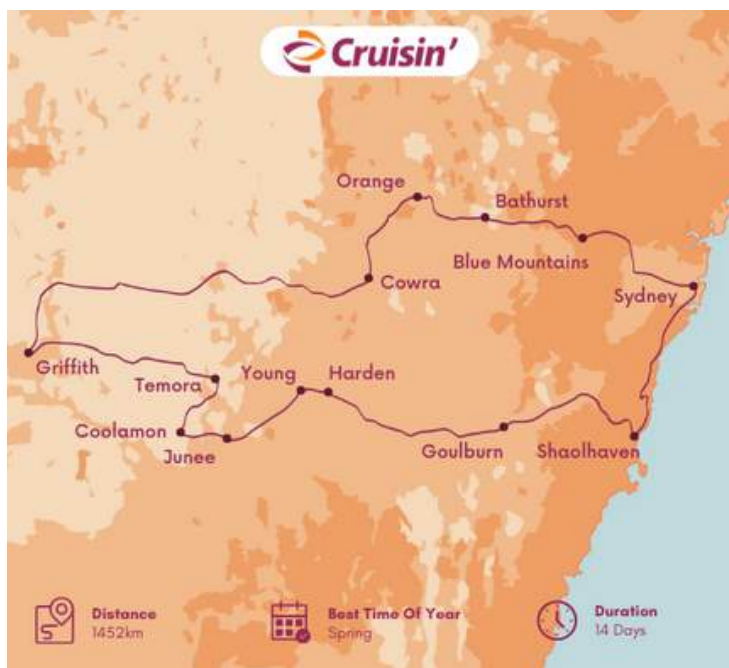 Cruisin'
Orange
Bathurst
Blue Mountains
Cowra
Sydney
Griffith
Temora
Young
Harden
Coolamon
Junee
Goulburn
Shaolhaven
Distance
1452km
Best Time Of Year
Spring
Duration
14 Days